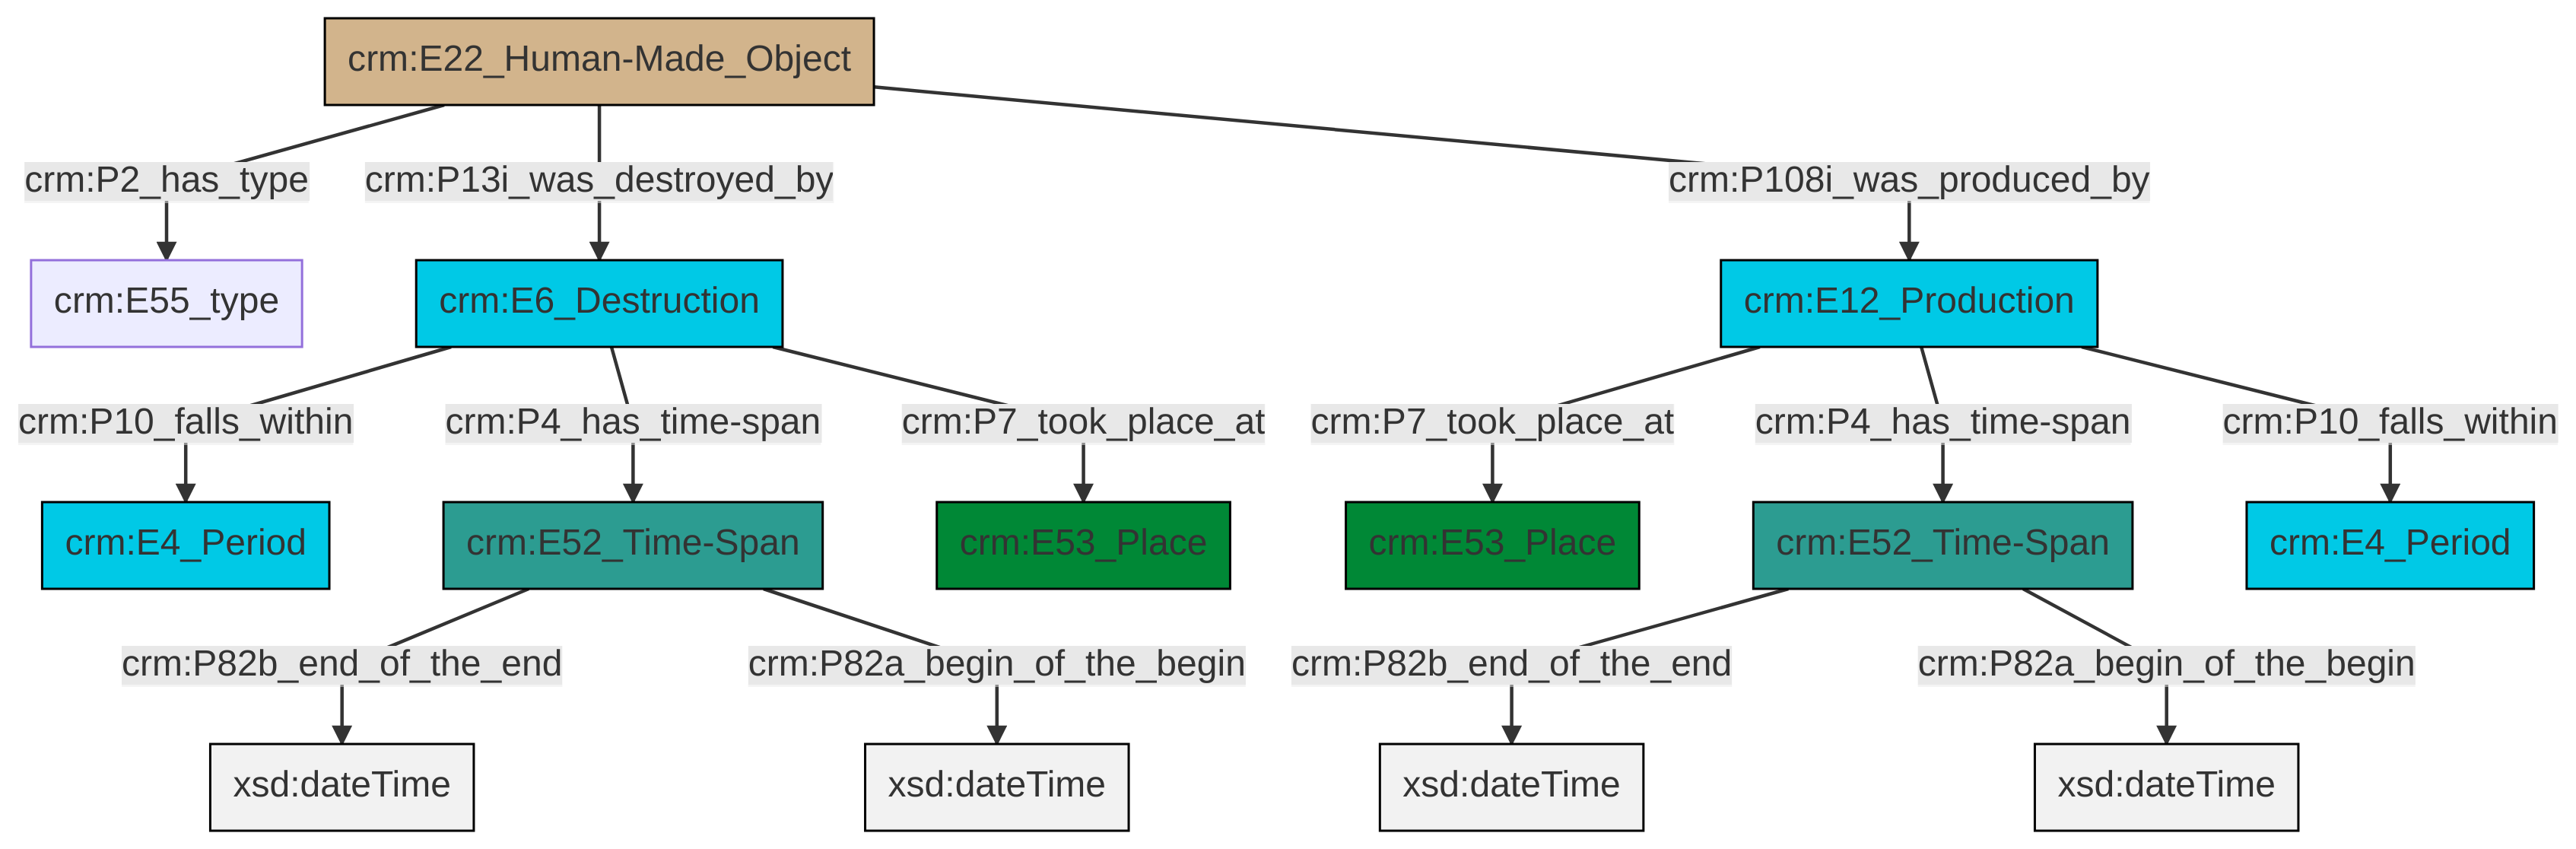 crm:E22_Human-Made_Object
crm:P2_has_type
crm:P13i_was_destroyed_by
crm:P108i_was_produced_by
crm:E55_type
crm:E6_Destruction
crm:E12_Production
crm:P10_falls_within
crm:P4_has_time-span
crm:P7_took_place_at
crm:P7_took_place_at
crm:P4_has_time-span
crm:P10_falls_within
crm:E4_Period
crm:E52_Time-Span
crm:E53_Place
crm:E53_Place
crm:E52_Time-Span
crm:E4_Period
crm:P82b_end_of_the_end
crm:P82a_begin_of_the_begin
crm:P82b_end_of_the_end
crm:P82a_begin_of_the_begin
xsd:dateTime
xsd:dateTime
xsd:dateTime
xsd:dateTime